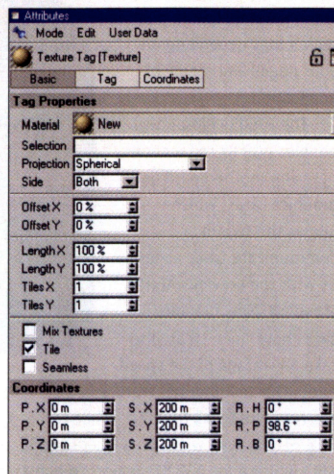 Attributes
Mode Edit User Data
Texture Tag [Texture]
Basic Tag Coordinates
Tag Properties
Material New
Selection
Projection Spherical
Side Both
Offset X 0 %
Offset Y 0 %
Length X 100 %
Length Y 100 %
Tiles X 1
Tiles Y 1
Mix Textures
Tile
Seamless
Coordinates
P . X 0 m S . X 200 m R . H 0 °
P . Y 0 m S . Y 200 m R . P 98.6 °
P . Z 0 m S . Z 200 m R . B 0 °